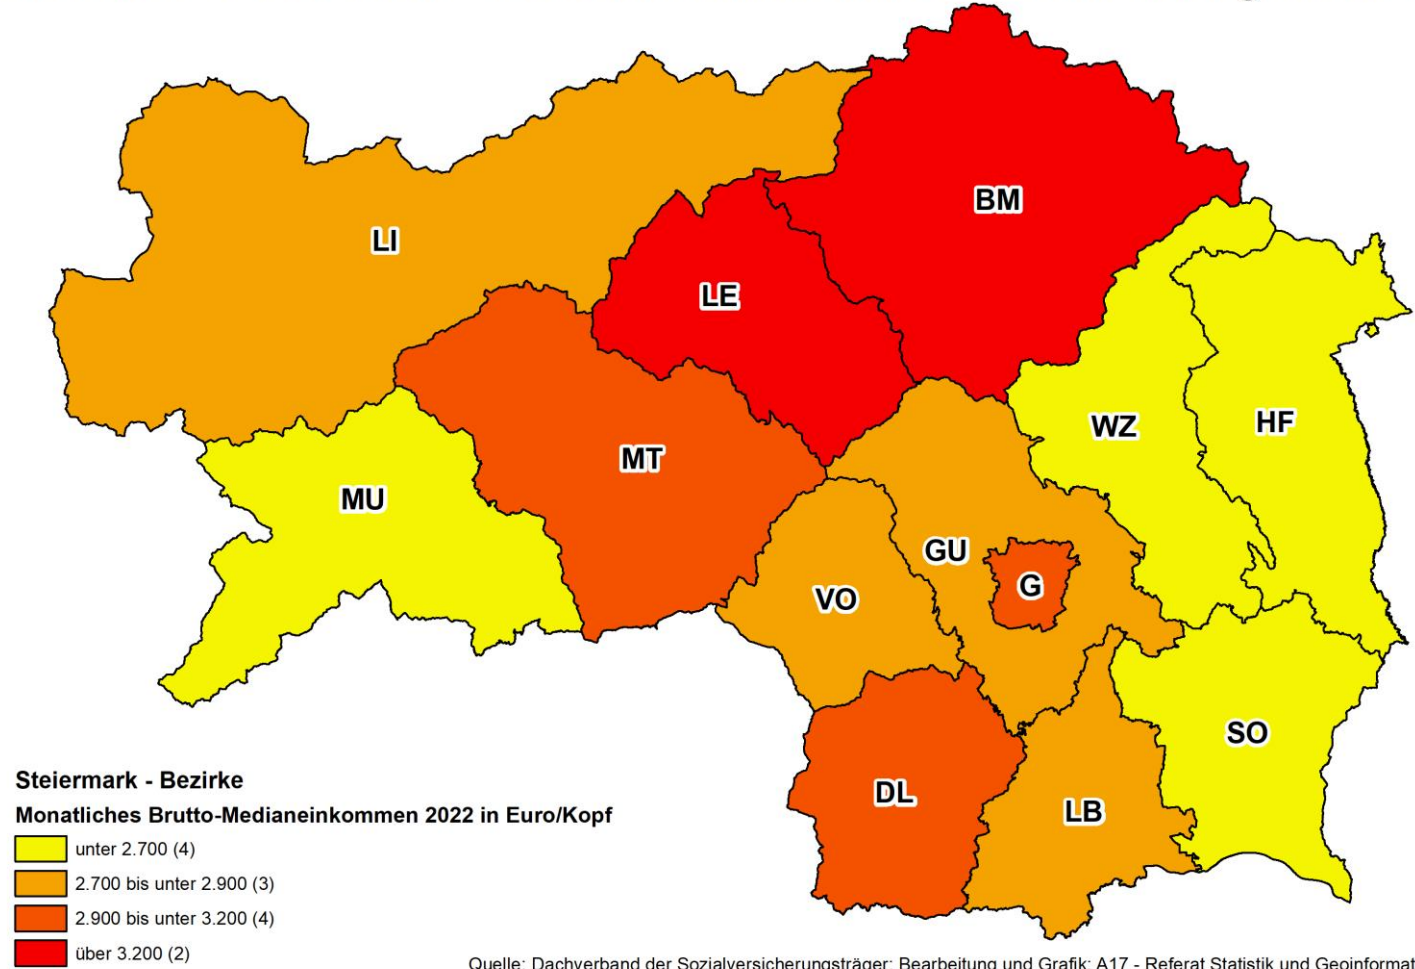 BM
LI
LE
WZ
HF
MT
MU
GU
G
VO
SO
DL
LB
Steiermark - Bezirke
Monatliches Brutto-Medianeinkommen 2022 in Euro/Kopf
unter 2.700 (4)
2.700 bis unter 2.900 (3)
2.900 bis unter 3.200 (4)
über 3.200 (2)
Quelle: Dachverband der Sozialversicherungsträger; Bearbeitung und Grafik: A17 - Referat Statistik und Geoinformat